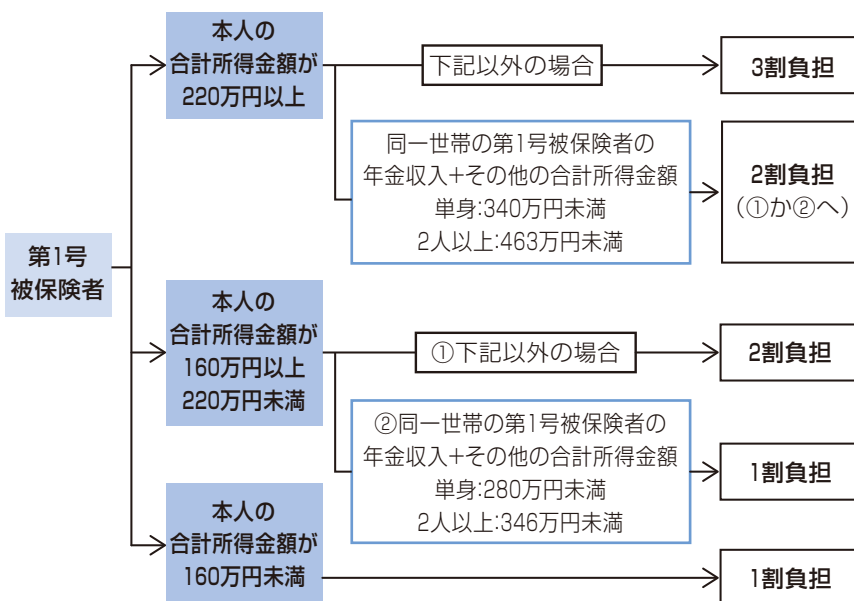 第1号
被保険者
本人の
合計所得金額が
220万円以上
下記以外の場合
3割負担
同一世帯の第1号被保険者の
年金収入+その他の合計所得金額
単身:340万円未満
2人以上:463万円未満
2割負担
(①か②へ)
本人の
合計所得金額が
160万円以上
220万円未満
①下記以外の場合
2割負担
②同一世帯の第1号被保険者の
年金収入+その他の合計所得金額
単身:280万円未満
2人以上:346万円未満
1割負担
本人の
合計所得金額が
160万円未満
1割負担